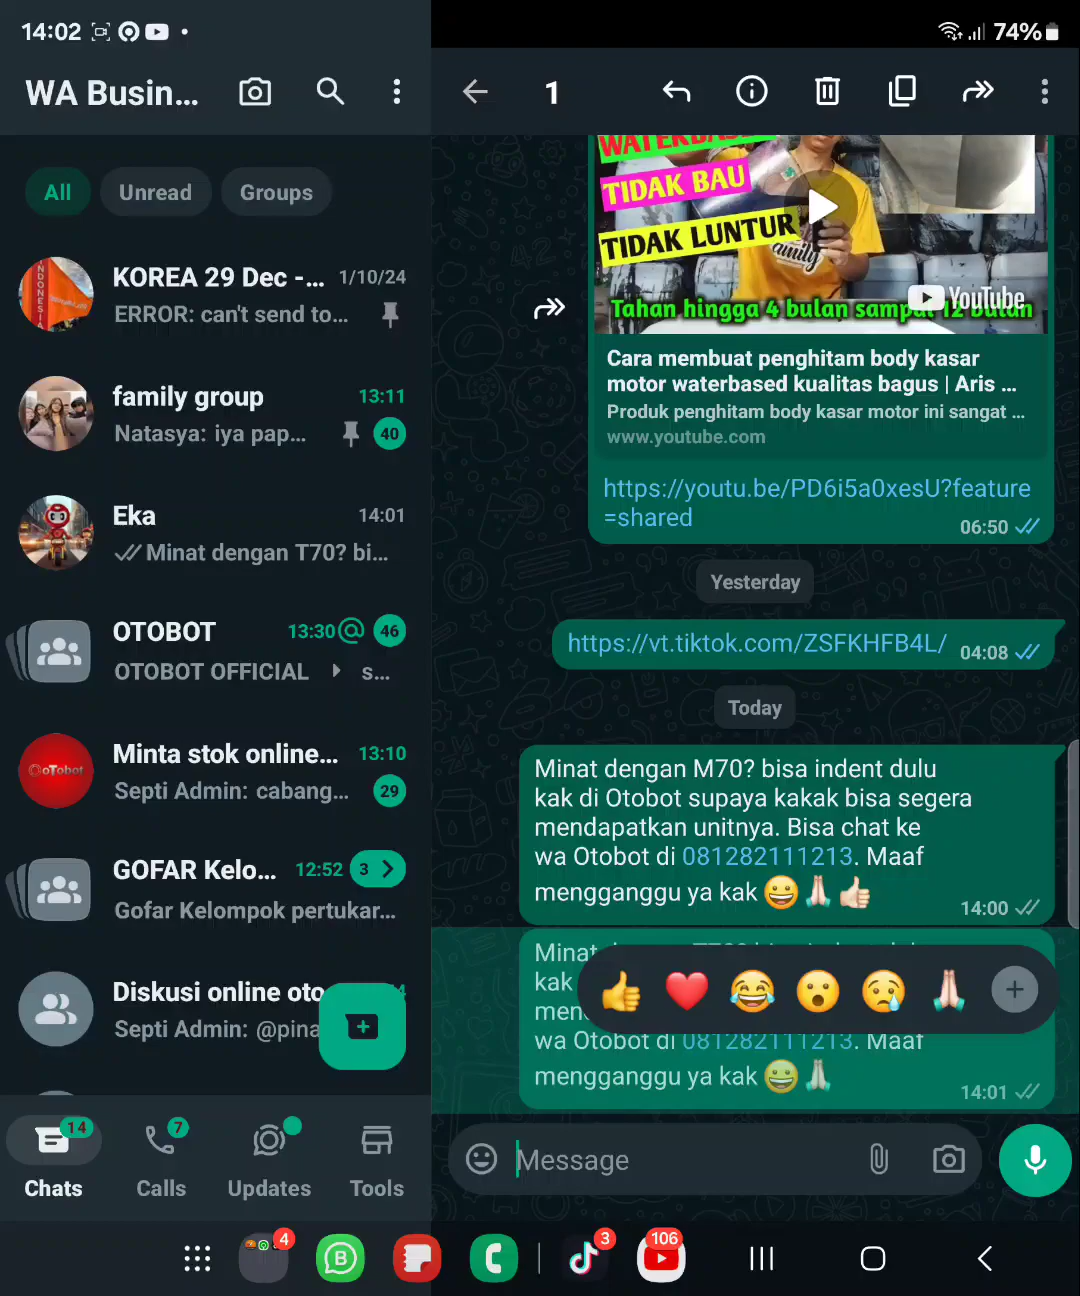 14:02
74%
WA Busin...
1
All
Unread
Groups
KOREA 29 Dec -...
1/10/24
ERROR: can't send to...
family group
13:11
Natasya: iya pap...
40
Eka
14:01
Minat dengan T70? bi...
OTOBOT
13:30
46
OTOBOT OFFICIAL
s...
Minta stok online...
13:10
Septi Admin: cabang...
29
GOFAR Kelo...
12:52
3
Gofar Kelompok pertukar...
Diskusi online oto
Septi Admin: @pina
14
7
Chats
Calls
Updates
Tools
TIDAK BAU
TIDAK LUNTUR
family
YouTube
Tahan hingga 4 bulan sampai 12 bulan
Cara membuat penghitam body kasar
motor waterbased kualitas bagus | Aris ...
Produk penghitam body kasar motor ini sangat ...
www.youtube.com
https://youtu.be/PD6i5a0xesU?feature
=shared
06:50
Yesterday
https://vt.tiktok.com/ZSFKHFB4L/
04:08
Today
Minat dengan M70? bisa indent dulu
kak di Otobot supaya kakak bisa segera
mendapatkan unitnya. Bisa chat ke
wa Otobot di 081282111213. Maaf
mengganggu ya kak 😀🙏🏻👍🏻
14:00
Minat
kak
men
wa Otobot di 081282111213. Maaf
mengganggu ya kak 😀🙏🏻
14:01
Message
4
3
106